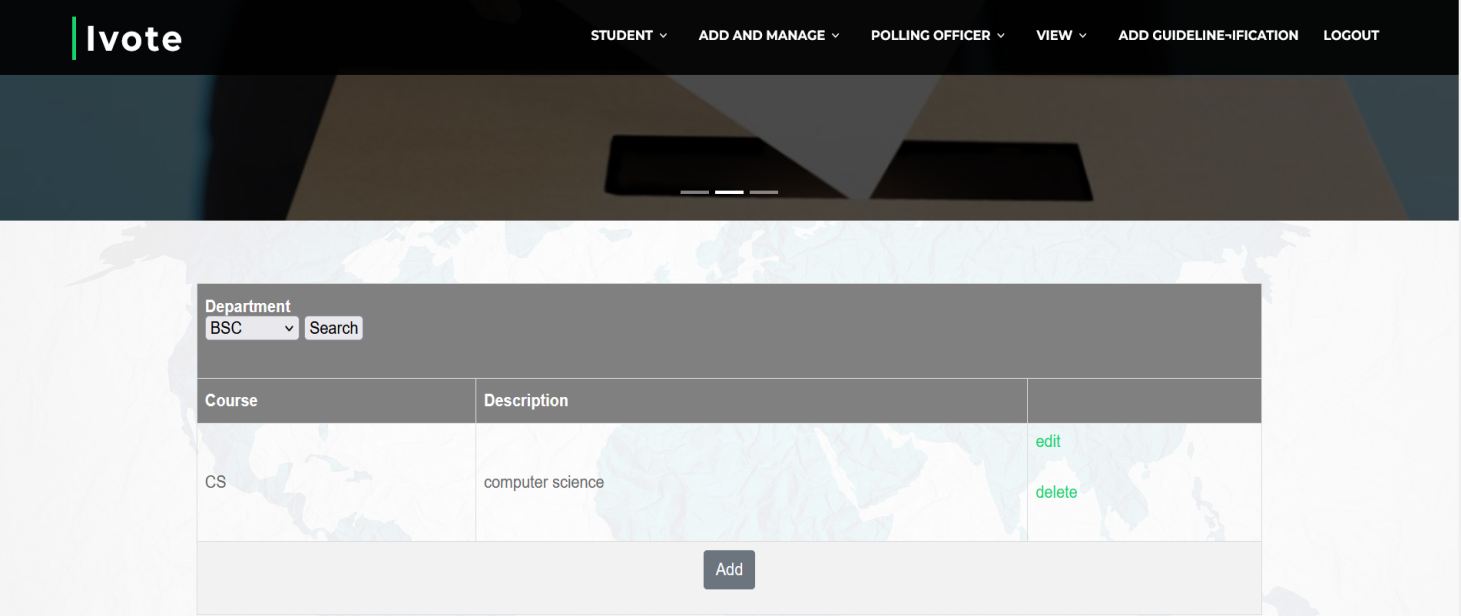 Ivote
STUDENT ADD AND MANAGE POLLING OFFICER VIEW ADD GUIDELINE¬IFICATION LOGOUT
Department
BSC Search
Course Description
edit
CS computer science
delete
Add